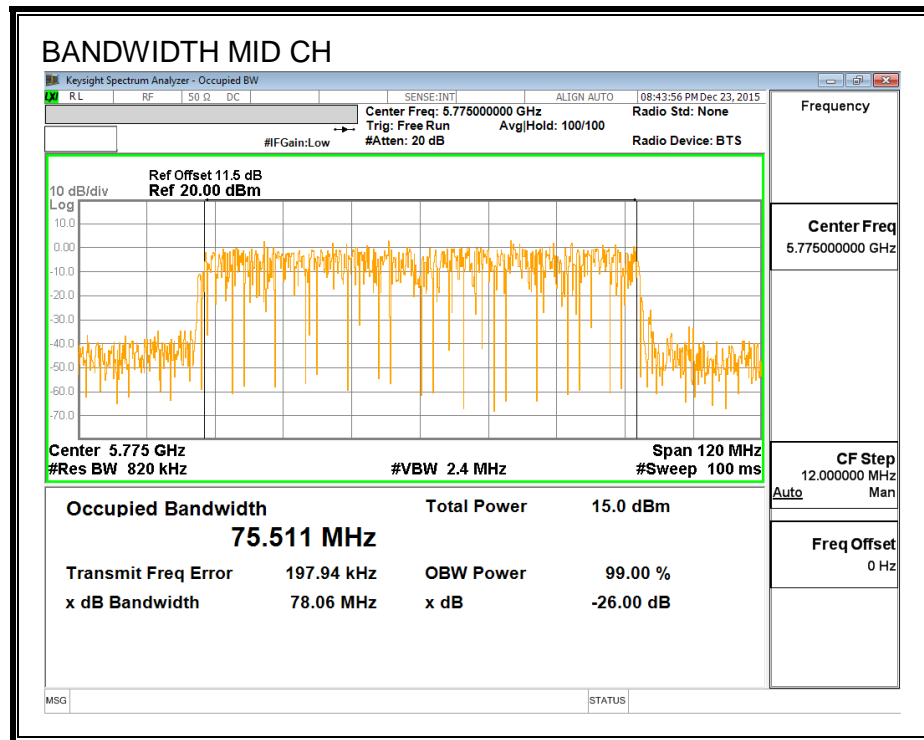 BANDWIDTH MID CH
Keysight Spectrum Analyzer - Occupied BW
LXI RL RF 50 Ω DC SENSE:INT ALIGN AUTO 08:43:56 PM Dec 23, 2015
Center Freq: 5.775000000 GHz Radio Std: None
Trig: Free Run Avg|Hold: 100/100
#IFGain:Low #Atten: 20 dB Radio Device: BTS
Frequency
Ref Offset 11.5 dB
10 dB/div Ref 20.00 dBm
Log
10.0
0.00
-10.0
-20.0
-30.0
-40.0
-50.0
-60.0
-70.0
Center 5.775 GHz Span 120 MHz
#Res BW 820 kHz #VBW 2.4 MHz #Sweep 100 ms
Center Freq
5.775000000 GHz
CF Step
12.000000 MHz
Auto Man
Freq Offset
0 Hz
Occupied Bandwidth Total Power 15.0 dBm
75.511 MHz
Transmit Freq Error 197.94 kHz OBW Power 99.00 %
x dB Bandwidth 78.06 MHz x dB -26.00 dB
MSG STATUS